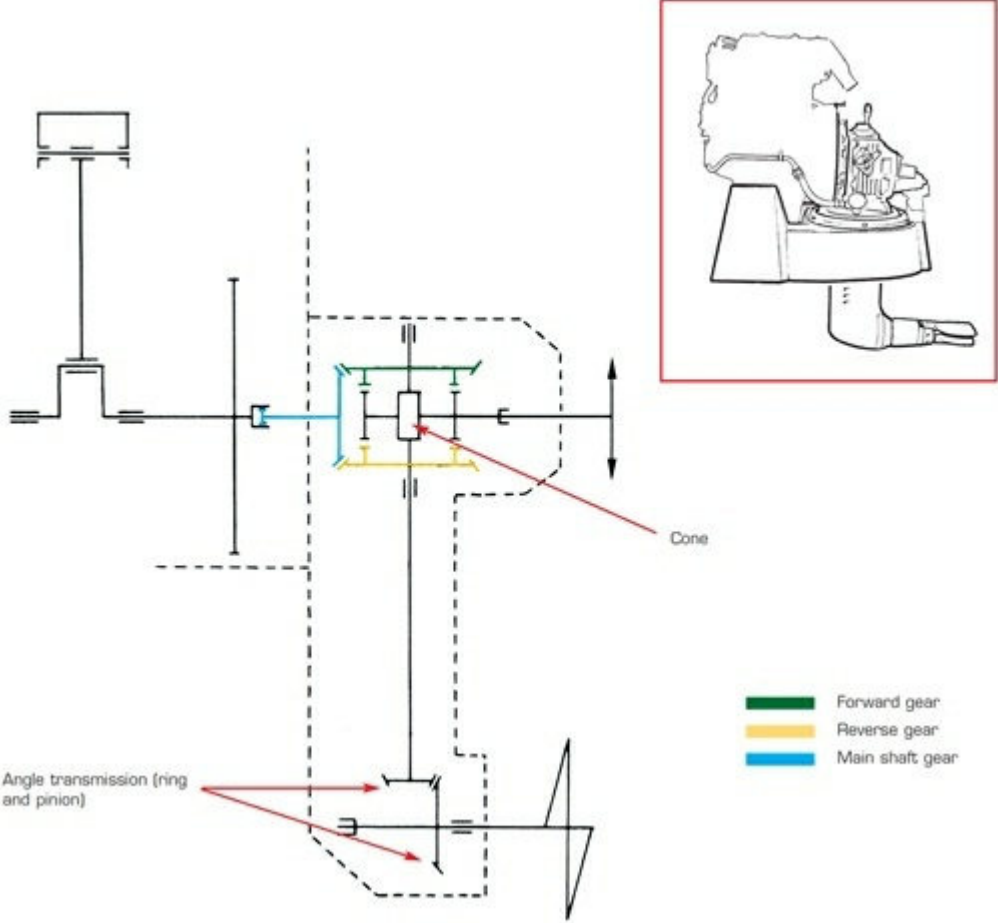 Cone
Forward gear
Reverse gear
Main shaft gear
Angle transmission (ring
and pinion)